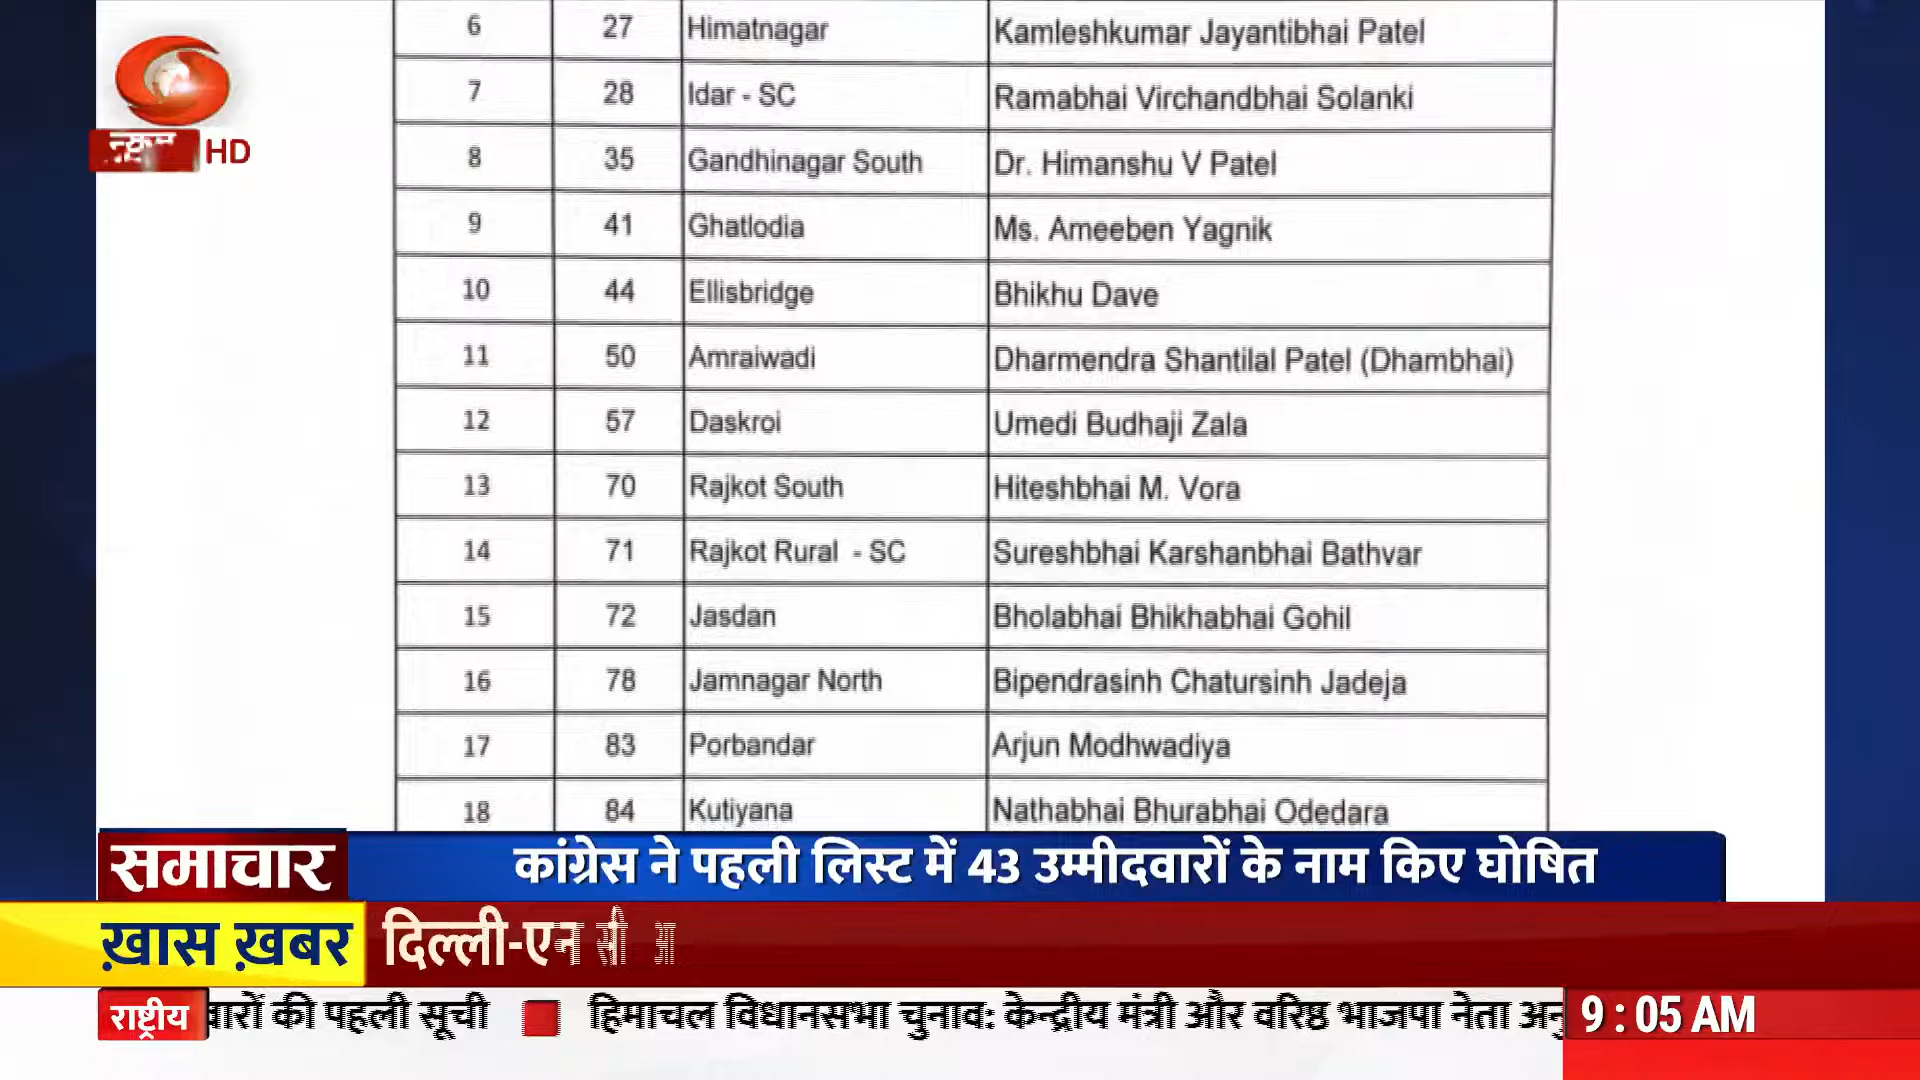 6 27 Himatnagar Kamleshkumar Jayantibhai Patel
7 28 Idar - SC Ramabhai Virchandbhai Solanki
8 35 Gandhinagar South Dr. Himanshu V Patel
9 41 Ghatlodia Ms. Ameeben Yagnik
10 44 Ellisbridge Bhikhu Dave
11 50 Amraiwadi Dharmendra Shantilal Patel (Dhambhai)
12 57 Daskroi Umedi Budhaji Zala
13 70 Rajkot South Hiteshbhai M. Vora
14 71 Rajkot Rural - SC Sureshbhai Karshanbhai Bathvar
15 72 Jasdan Bholabhai Bhikhabhai Gohil
16 78 Jamnagar North Bipendrasinh Chatursinh Jadeja
17 83 Porbandar Arjun Modhwadiya
18 84 Kutiyana Nathabhai Bhurabhai Odedara
HD
समाचार कांग्रेस ने पहली लिस्ट में 43 उम्मीदवारों के नाम किए घोषित
ख़ास ख़बर दिल्ली-एन सी आ
राष्ट्रीय वारों की पहली सूची हिमाचल विधानसभा चुनाव: केन्द्रीय मंत्री और वरिष्ठ भाजपा नेता अनु 9 : 05 AM